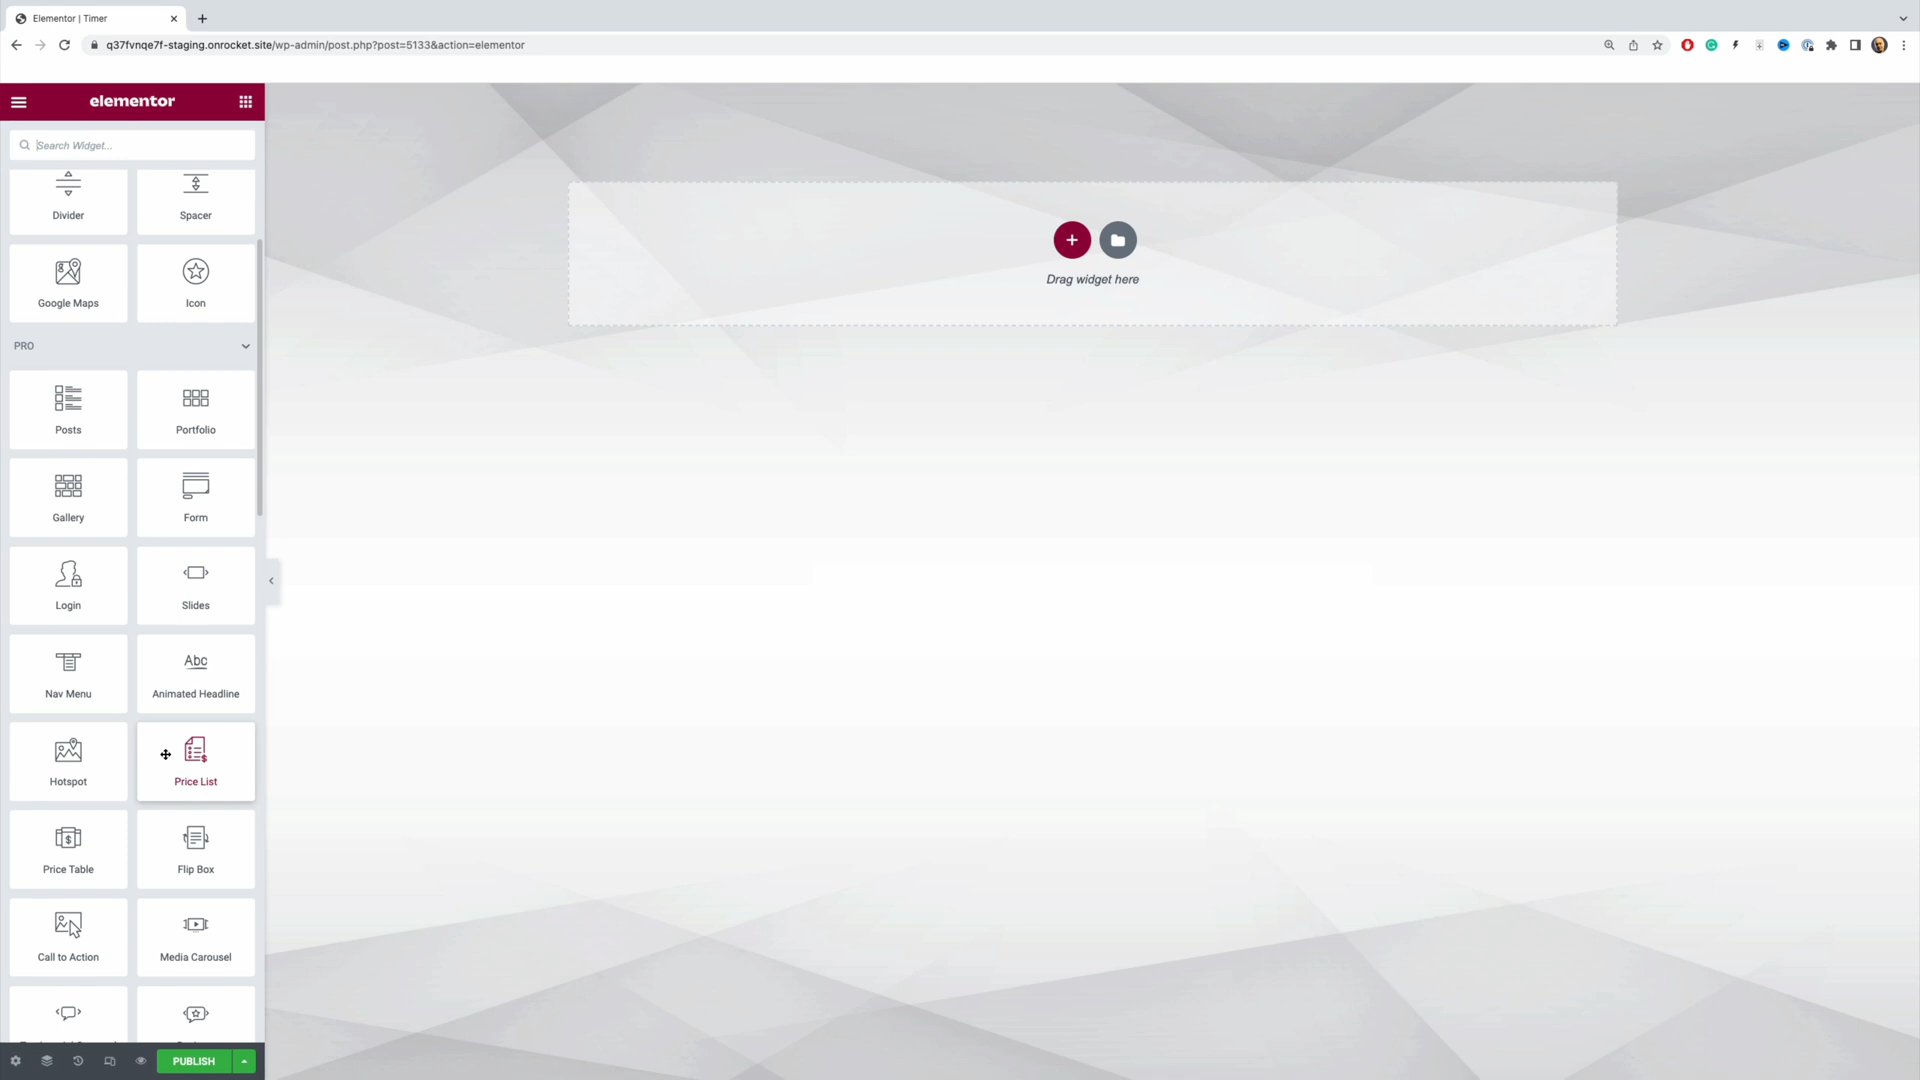 Elementor | Timer
q37fvnqe7f-staging.onrocket.site/wp-admin/post.php?post=5133&action=elementor
elementor
Search Widget...
Divider
Spacer
Google Maps
Icon
PRO
Posts
Portfolio
Gallery
Form
Login
Slides
Nav Menu
Abc
Animated Headline
Hotspot
Price List
Price Table
Flip Box
Call to Action
Media Carousel
PUBLISH
Drag widget here